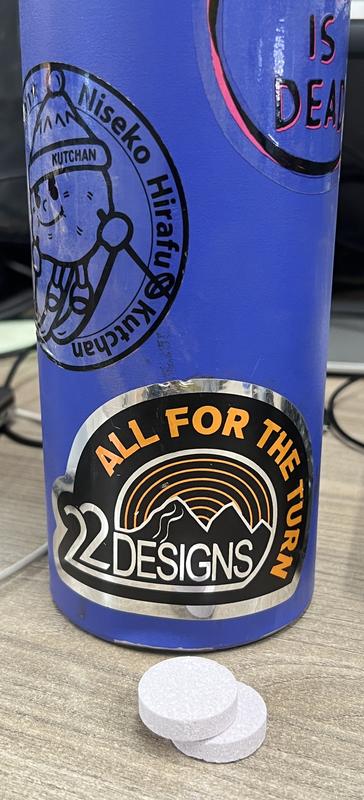 IS
DEAD
Niseko Hirafu
KUTCHAN
Kutchan
ALL FOR THE TURN
22 DESIGNS